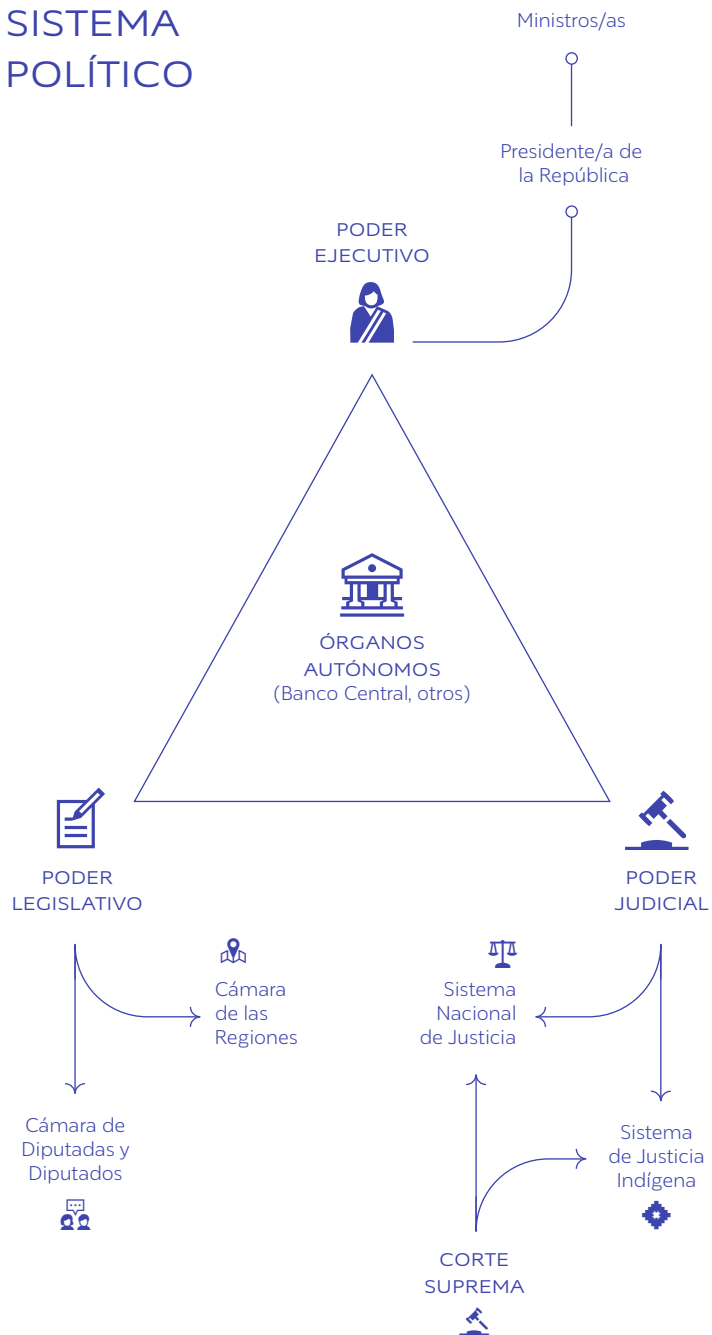 SISTEMA
POLÍTICO
Ministros/as
Presidente/a de
la República
PODER
EJECUTIVO
ÓRGANOS
AUTÓNOMOS
(Banco Central, otros)
PODER
LEGISLATIVO
PODER
JUDICIAL
Cámara
de las
Regiones
Sistema
Nacional
de Justicia
Cámara de
Diputadas y
Diputados
Sistema
de Justicia
Indígena
CORTE
SUPREMA